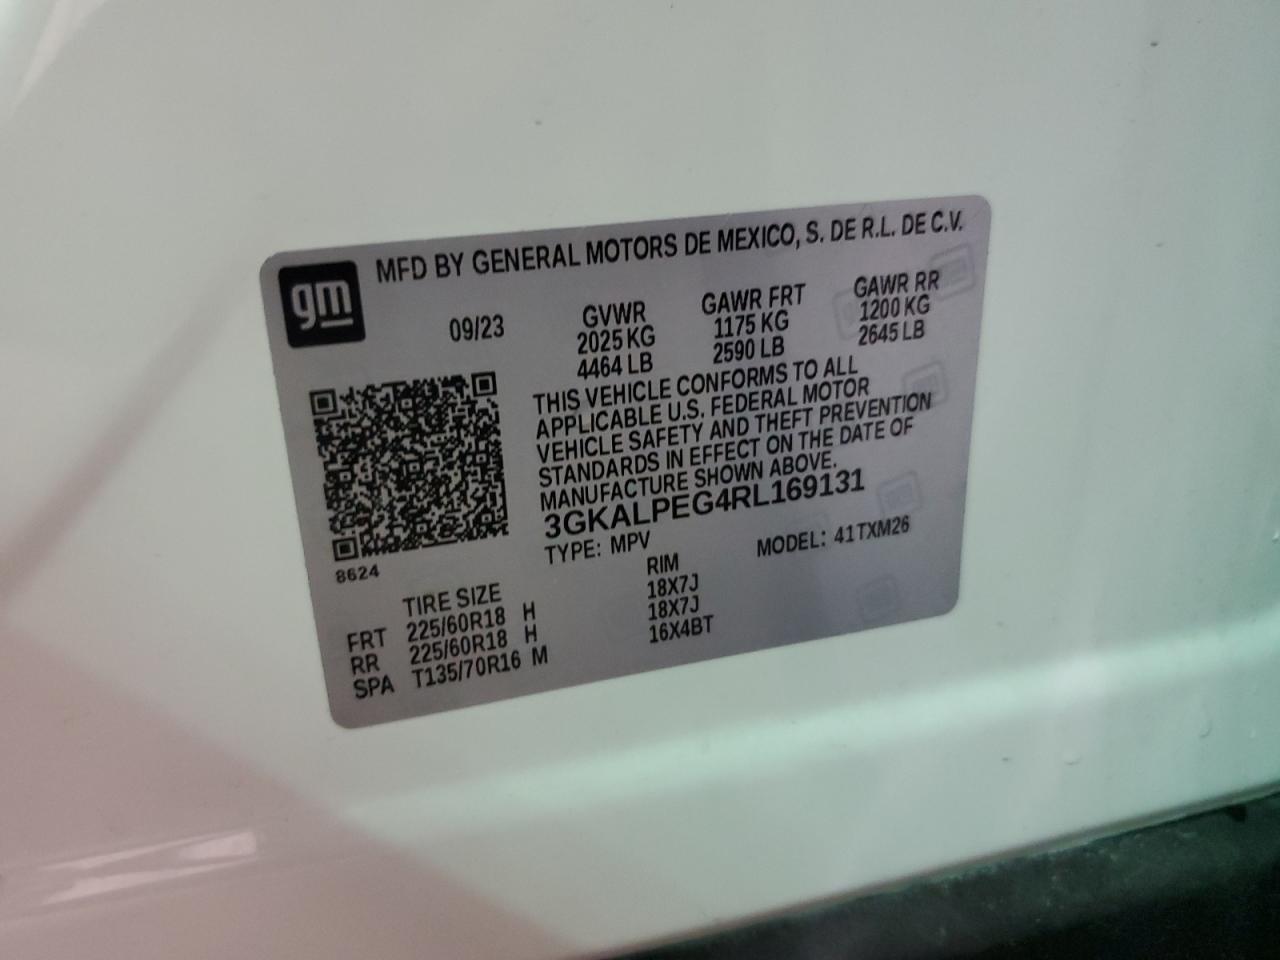 gm
MFD BY GENERAL MOTORS DE MEXICO, S. DE R.L. DE C.V.
09/23 GVWR GAWR FRT GAWR RR
2025 KG 1175 KG 1200 KG
4464 LB 2590 LB 2645 LB
THIS VEHICLE CONFORMS TO ALL
APPLICABLE U.S. FEDERAL MOTOR
VEHICLE SAFETY AND THEFT PREVENTION
STANDARDS IN EFFECT ON THE DATE OF
MANUFACTURE SHOWN ABOVE.
3GKALPEG4RL169131
TYPE: MPV MODEL: 41TXM26
8624
TIRE SIZE RIM
FRT 225/60R18 H 18X7J
RR 225/60R18 H 18X7J
SPA T135/70R16 M 16X4BT